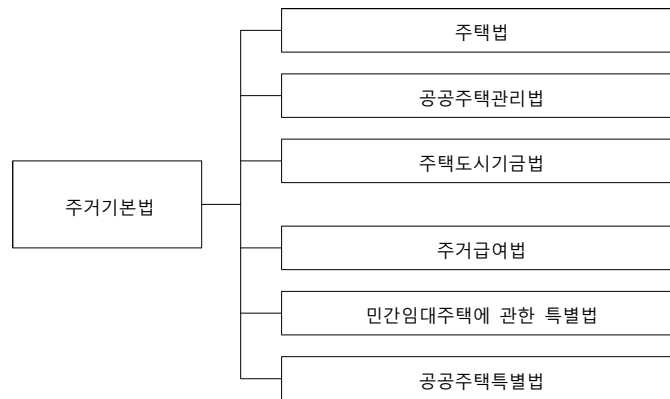 주택법
공공주택관리법
주택도시기금법
주거기본법
주거급여법
민간임대주택에 관한 특별법
공공주택특별법